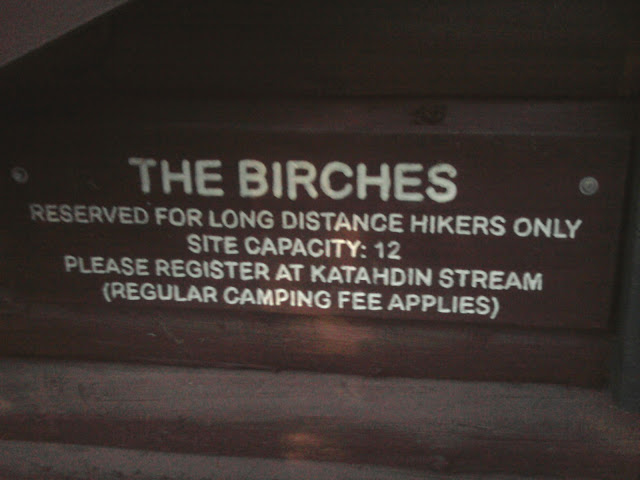 THE BIRCHES
RESERVED FOR LONG DISTANCE HIKERS ONLY
SITE CAPACITY: 12
PLEASE REGISTER AT KATAHDIN STREAM
(REGULAR CAMPING FEE APPLIES)